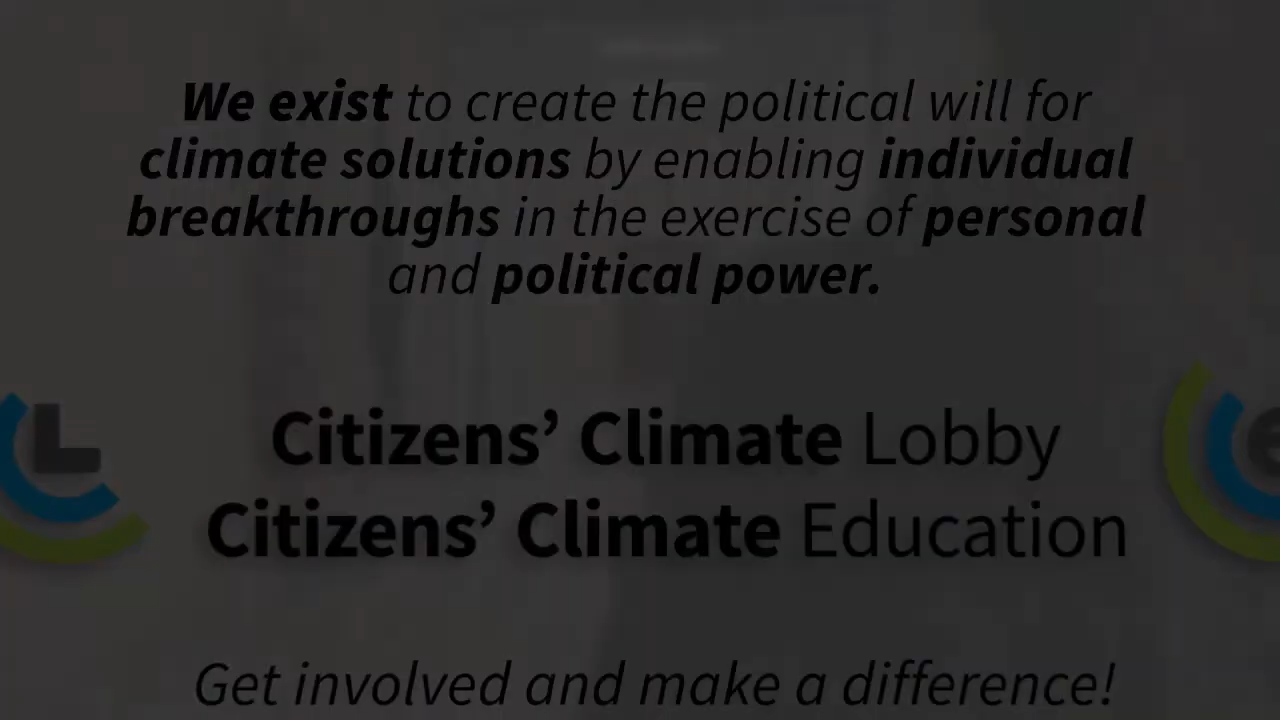 We exist to create the political will for
climate solutions by enabling individual
breakthroughs in the exercise of personal
and political power.
L
Citizens’ Climate Lobby
e
Citizens’ Climate Education
Get involved and make a difference!